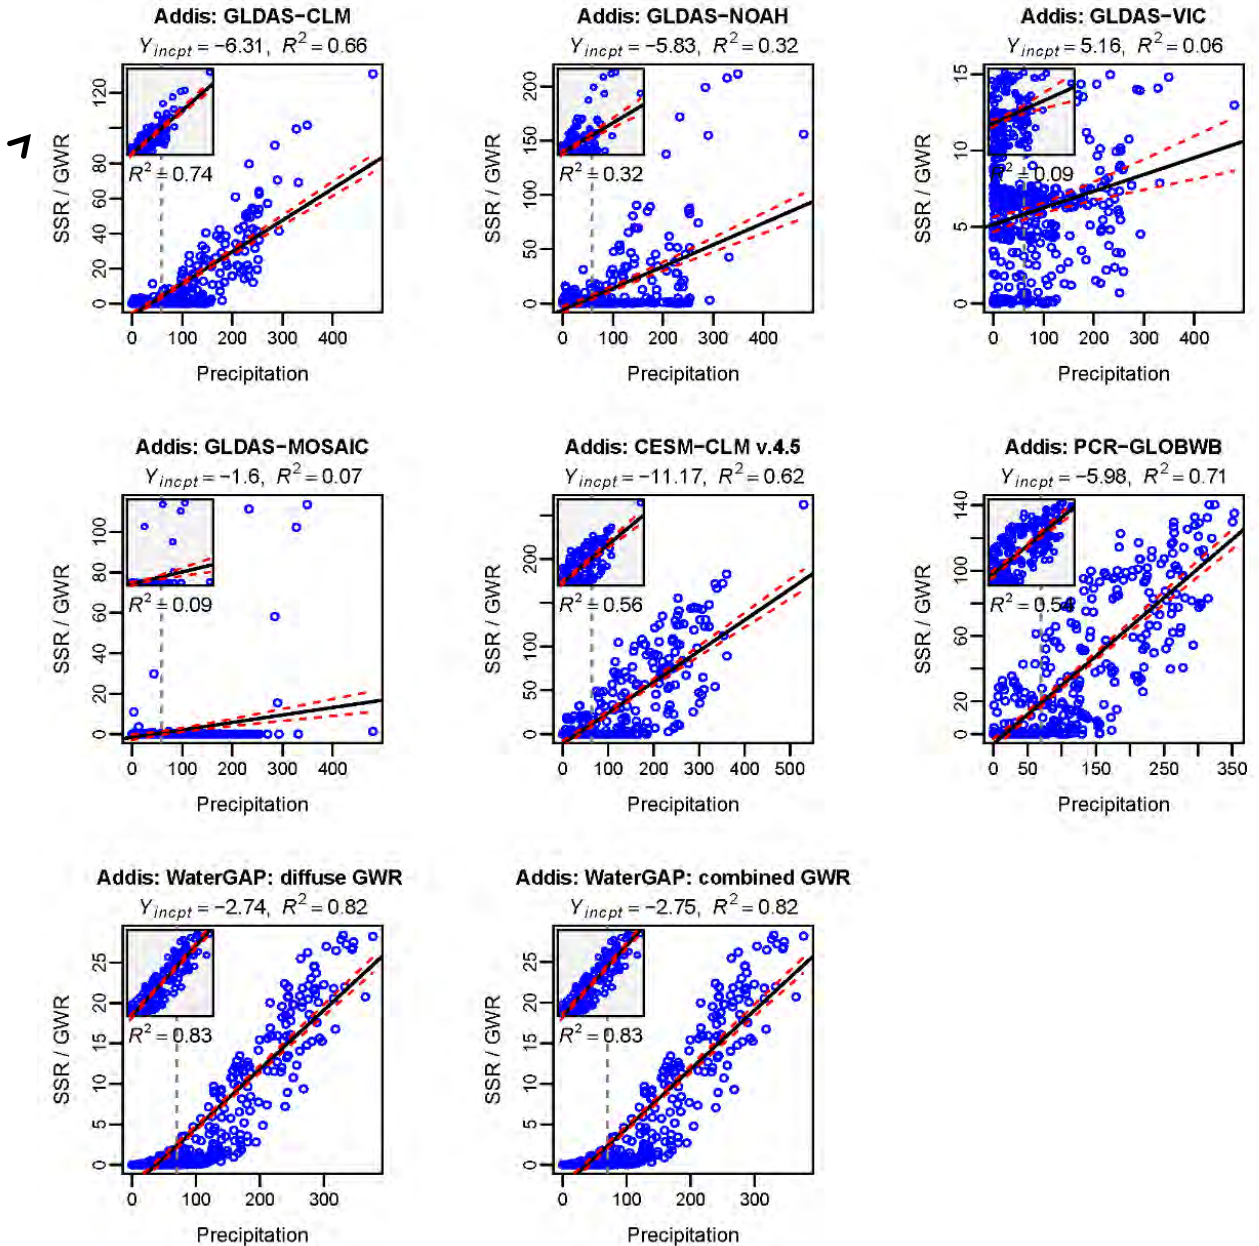 Addis: GLDAS−CLM
Y incpt = −6.31, R² = 0.66
120
80
60
40
20
0
SSR / GWR
R² = 0.74
0 100 200 300 400
Precipitation
Addis: GLDAS−NOAH
Y incpt = −5.83, R² = 0.32
200
150
100
50
0
SSR / GWR
R² = 0.32
0 100 200 300 400
Precipitation
Addis: GLDAS−VIC
Y incpt = 5.16, R² = 0.06
15
10
5
0
SSR / GWR
R² = 0.09
0 100 200 300 400
Precipitation
Addis: GLDAS−MOSAIC
Y incpt = −1.6, R² = 0.07
100
80
60
40
20
0
SSR / GWR
R² = 0.09
0 100 200 300 400
Precipitation
Addis: CESM−CLM v.4.5
Y incpt = −11.17, R² = 0.62
200
100
50
0
SSR / GWR
R² = 0.56
0 100 200 300 400 500
Precipitation
Addis: PCR−GLOBWB
Y incpt = −5.98, R² = 0.71
140
100
60
20
0
SSR / GWR
R² = 0.54
0 50 150 250 350
Precipitation
Addis: WaterGAP: diffuse GWR
Y incpt = −2.74, R² = 0.82
25
20
15
10
5
0
SSR / GWR
R² = 0.83
0 100 200 300
Precipitation
Addis: WaterGAP: combined GWR
Y incpt = −2.75, R² = 0.82
25
20
15
10
5
0
SSR / GWR
R² = 0.83
0 100 200 300
Precipitation